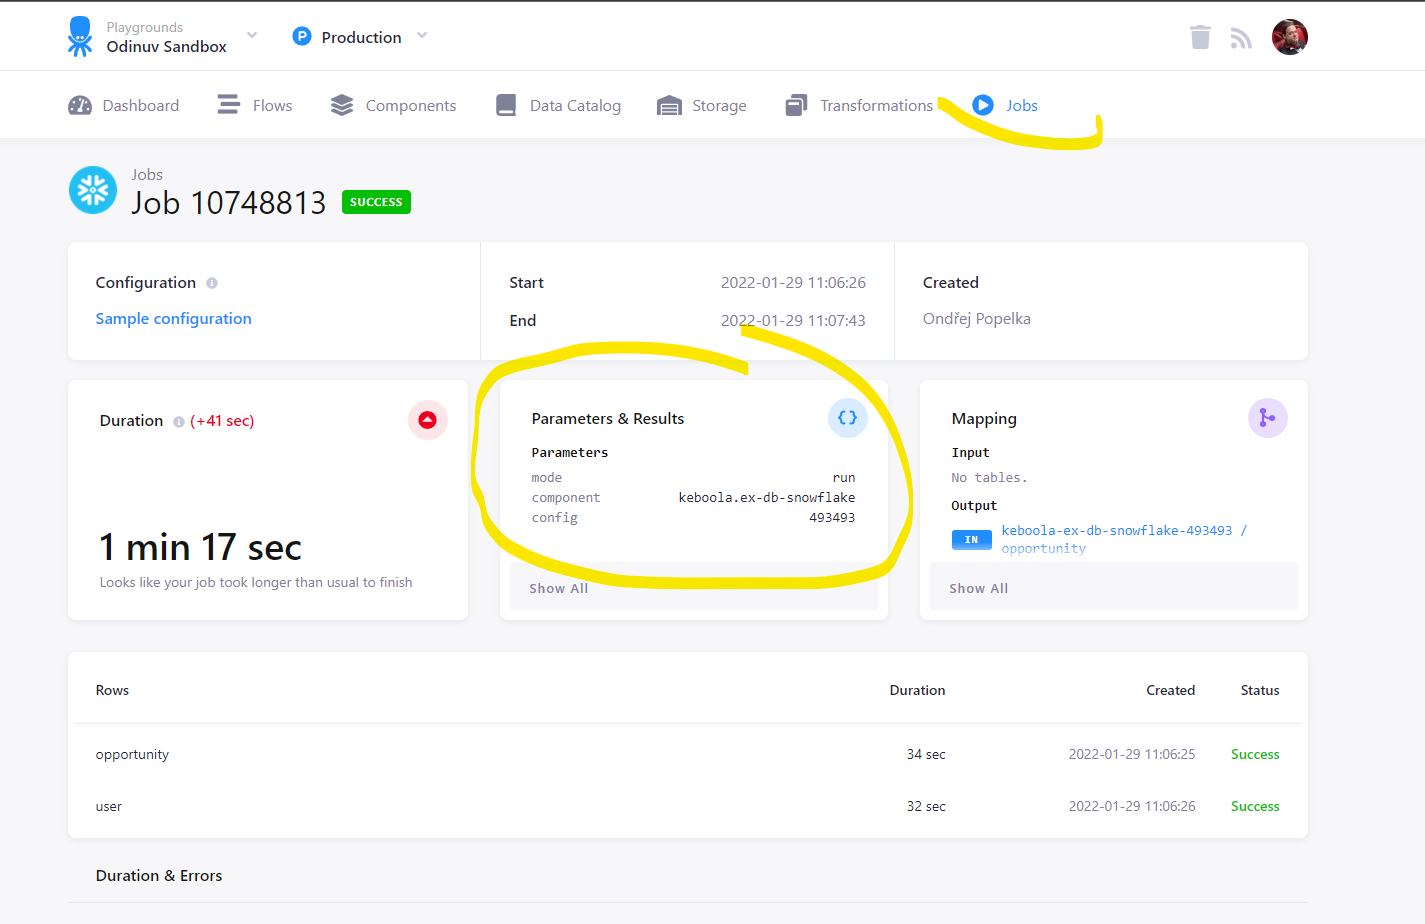 Playgrounds
Odinuv Sandbox
P Production
Dashboard Flows Components Data Catalog Storage Transformations Jobs
Jobs
Job 10748813 SUCCESS
Configuration
Sample configuration
Start 2022-01-29 11:06:26
End 2022-01-29 11:07:43
Created
Ondřej Popelka
Duration (+41 sec)
1 min 17 sec
Looks like your job took longer than usual to finish
Parameters & Results
{}
Parameters
mode run
component keboola.ex-db-snowflake
config 493493
Show All
Mapping
Input
No tables.
Output
IN keboola-ex-db-snowflake-493493 /
opportunity
Show All
Rows Duration Created Status
opportunity 34 sec 2022-01-29 11:06:25 Success
user 32 sec 2022-01-29 11:06:26 Success
Duration & Errors